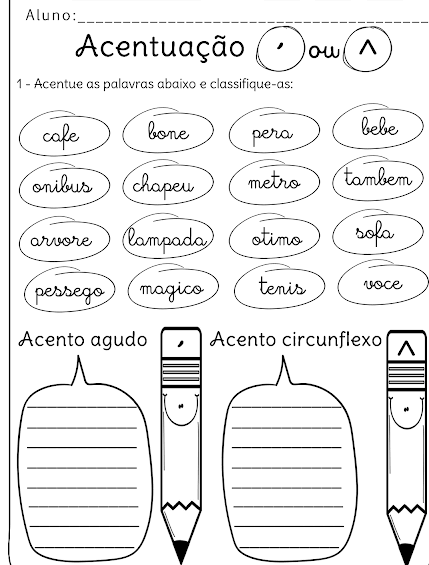 Aluno:
Acentuação ´ ou ^
1 - Acentue as palavras abaixo e classifique-as:
cafe bone pera bebe
onibus chapeu metro tambem
arvore lampada otimo sofa
pessego magico tenis voce
Acento agudo ´ Acento circunflexo ^